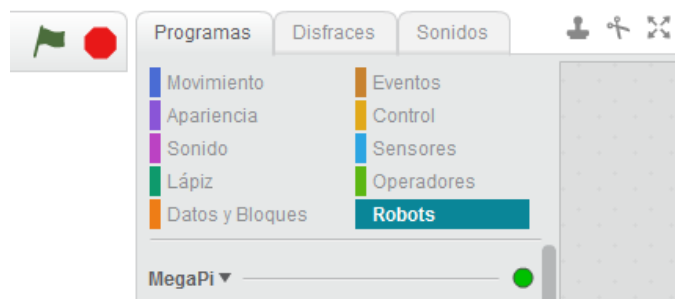 Programas Disfraces Sonidos
Movimiento Eventos
Apariencia Control
Sonido Sensores
Lápiz Operadores
Datos y Bloques Robots
MegaPi